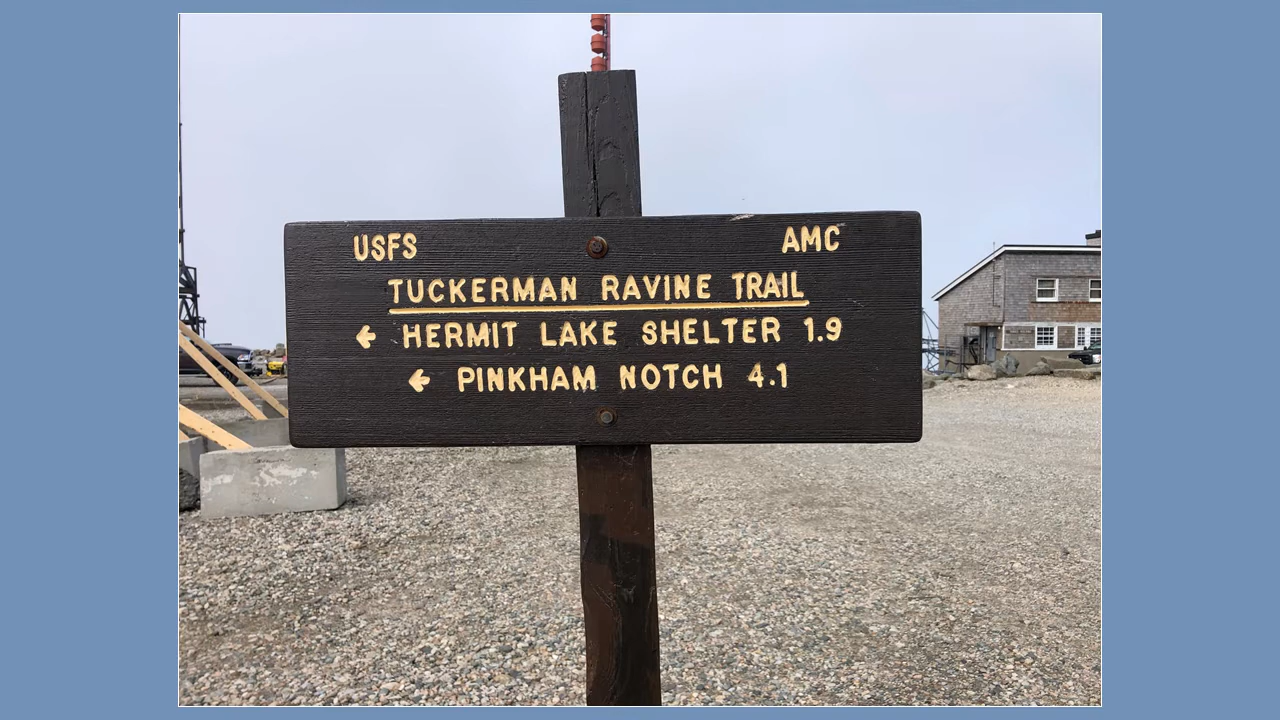 USFS AMC
TUCKERMAN RAVINE TRAIL
← HERMIT LAKE SHELTER 1.9
← PINKHAM NOTCH 4.1